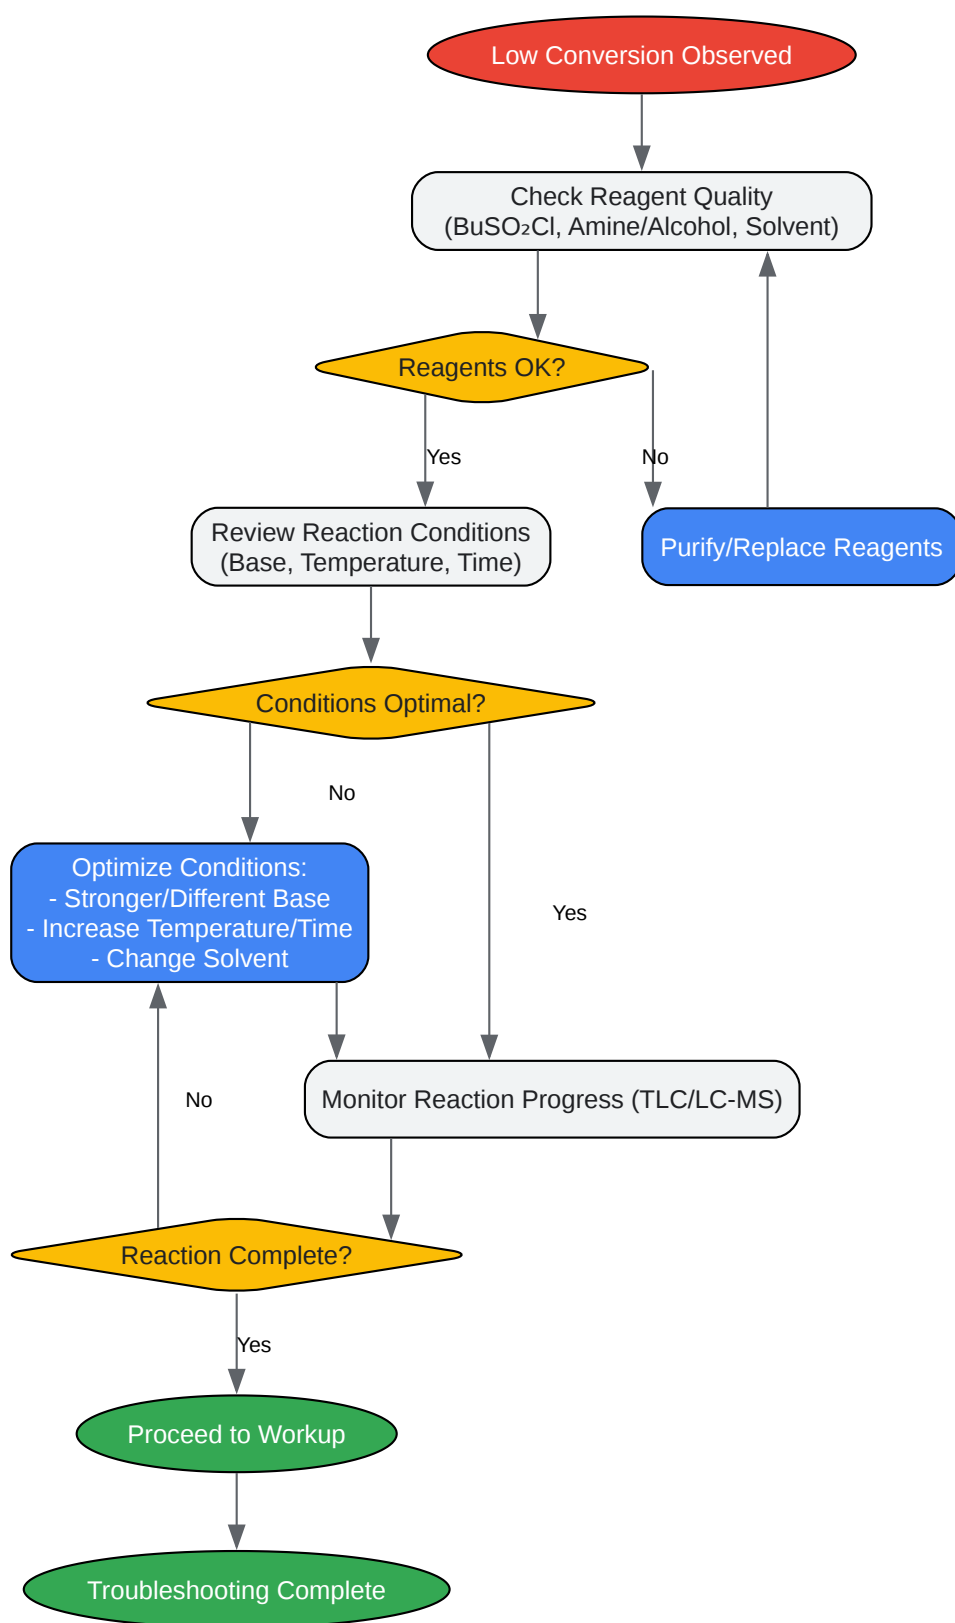 Low Conversion Observed
Check Reagent Quality
(BuSO₂Cl, Amine/Alcohol, Solvent)
Reagents OK?
Yes
No
Review Reaction Conditions
(Base, Temperature, Time)
Purify/Replace Reagents
Conditions Optimal?
No
Optimize Conditions:
- Stronger/Different Base
- Increase Temperature/Time
- Change Solvent
Yes
Monitor Reaction Progress (TLC/LC-MS)
No
Reaction Complete?
Yes
Proceed to Workup
Troubleshooting Complete